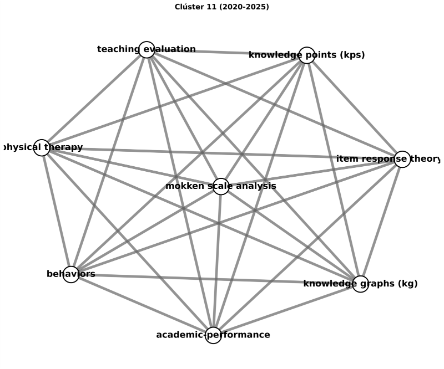 Clúster 11 (2020-2025)
teaching evaluation
knowledge points (kps)
physical therapy
item response theory
mokken scale analysis
behaviors
knowledge graphs (kg)
academic-performance